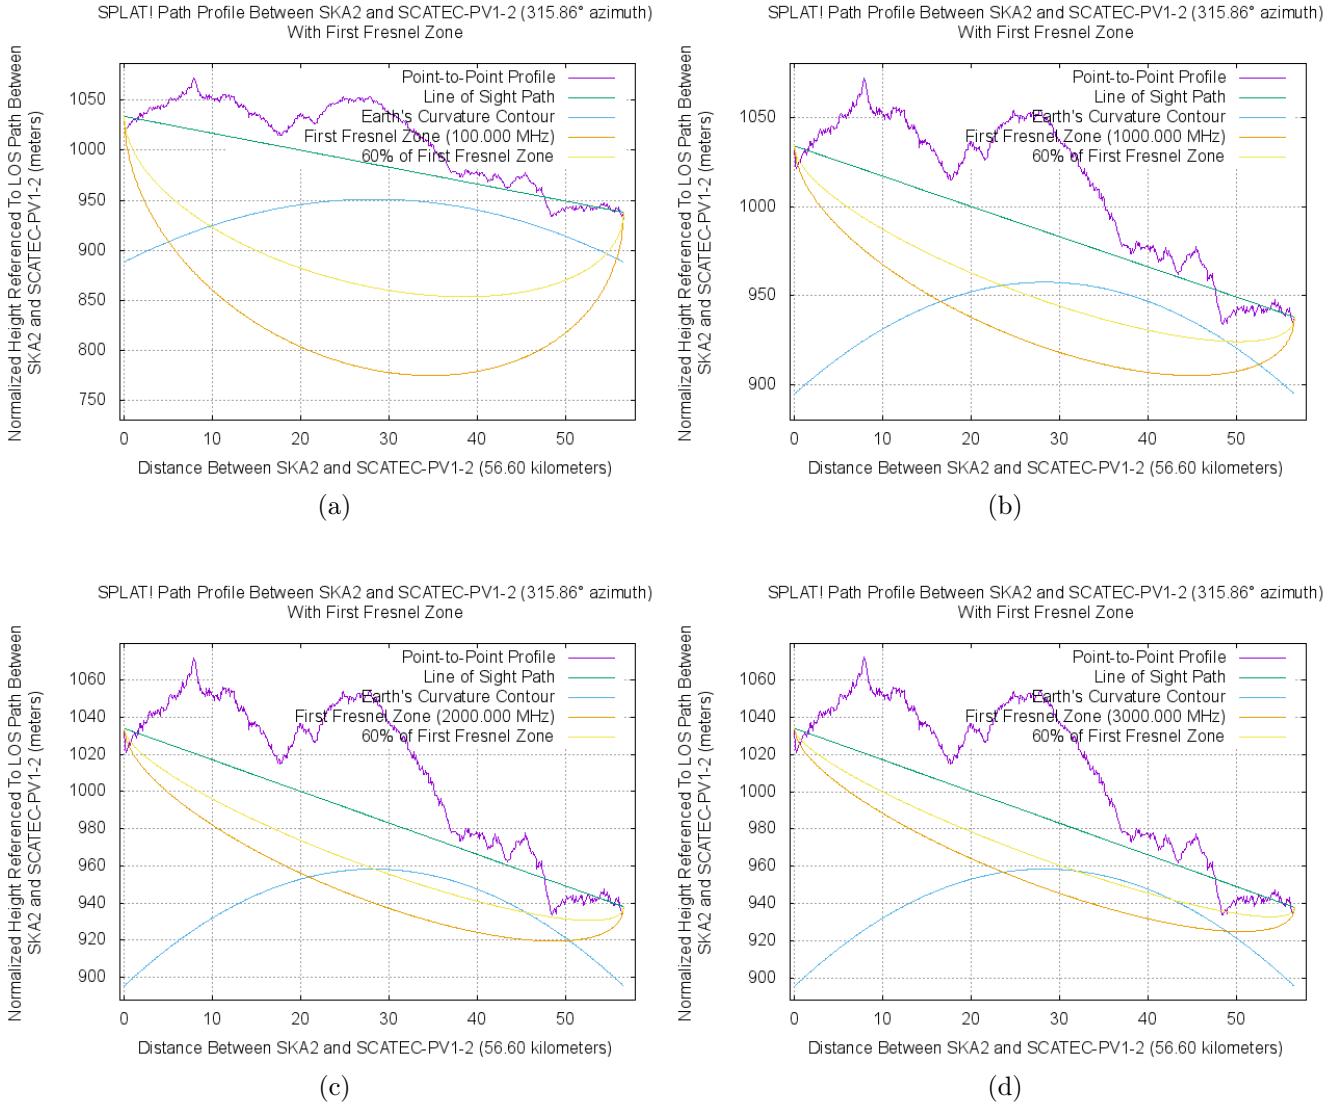 SPLAT! Path Profile Between SKA2 and SCATEC-PV1-2 (315.86° azimuth)
With First Fresnel Zone
Normalized Height Referenced To LOS Path Between
SKA2 and SCATEC-PV1-2 (meters)
Point-to-Point Profile
Line of Sight Path
Earth's Curvature Contour
First Fresnel Zone (100.000 MHz)
60% of First Fresnel Zone
1050
1000
950
900
850
800
750
0 10 20 30 40 50
Distance Between SKA2 and SCATEC-PV1-2 (56.60 kilometers)
(a)
SPLAT! Path Profile Between SKA2 and SCATEC-PV1-2 (315.86° azimuth)
With First Fresnel Zone
Normalized Height Referenced To LOS Path Between
SKA2 and SCATEC-PV1-2 (meters)
Point-to-Point Profile
Line of Sight Path
Earth's Curvature Contour
First Fresnel Zone (1000.000 MHz)
60% of First Fresnel Zone
1050
1000
950
900
0 10 20 30 40 50
Distance Between SKA2 and SCATEC-PV1-2 (56.60 kilometers)
(b)
SPLAT! Path Profile Between SKA2 and SCATEC-PV1-2 (315.86° azimuth)
With First Fresnel Zone
Normalized Height Referenced To LOS Path Between
SKA2 and SCATEC-PV1-2 (meters)
Point-to-Point Profile
Line of Sight Path
Earth's Curvature Contour
First Fresnel Zone (2000.000 MHz)
60% of First Fresnel Zone
1060
1040
1020
1000
980
960
940
920
900
0 10 20 30 40 50
Distance Between SKA2 and SCATEC-PV1-2 (56.60 kilometers)
(c)
SPLAT! Path Profile Between SKA2 and SCATEC-PV1-2 (315.86° azimuth)
With First Fresnel Zone
Normalized Height Referenced To LOS Path Between
SKA2 and SCATEC-PV1-2 (meters)
Point-to-Point Profile
Line of Sight Path
Earth's Curvature Contour
First Fresnel Zone (3000.000 MHz)
60% of First Fresnel Zone
1060
1040
1020
1000
980
960
940
920
900
0 10 20 30 40 50
Distance Between SKA2 and SCATEC-PV1-2 (56.60 kilometers)
(d)